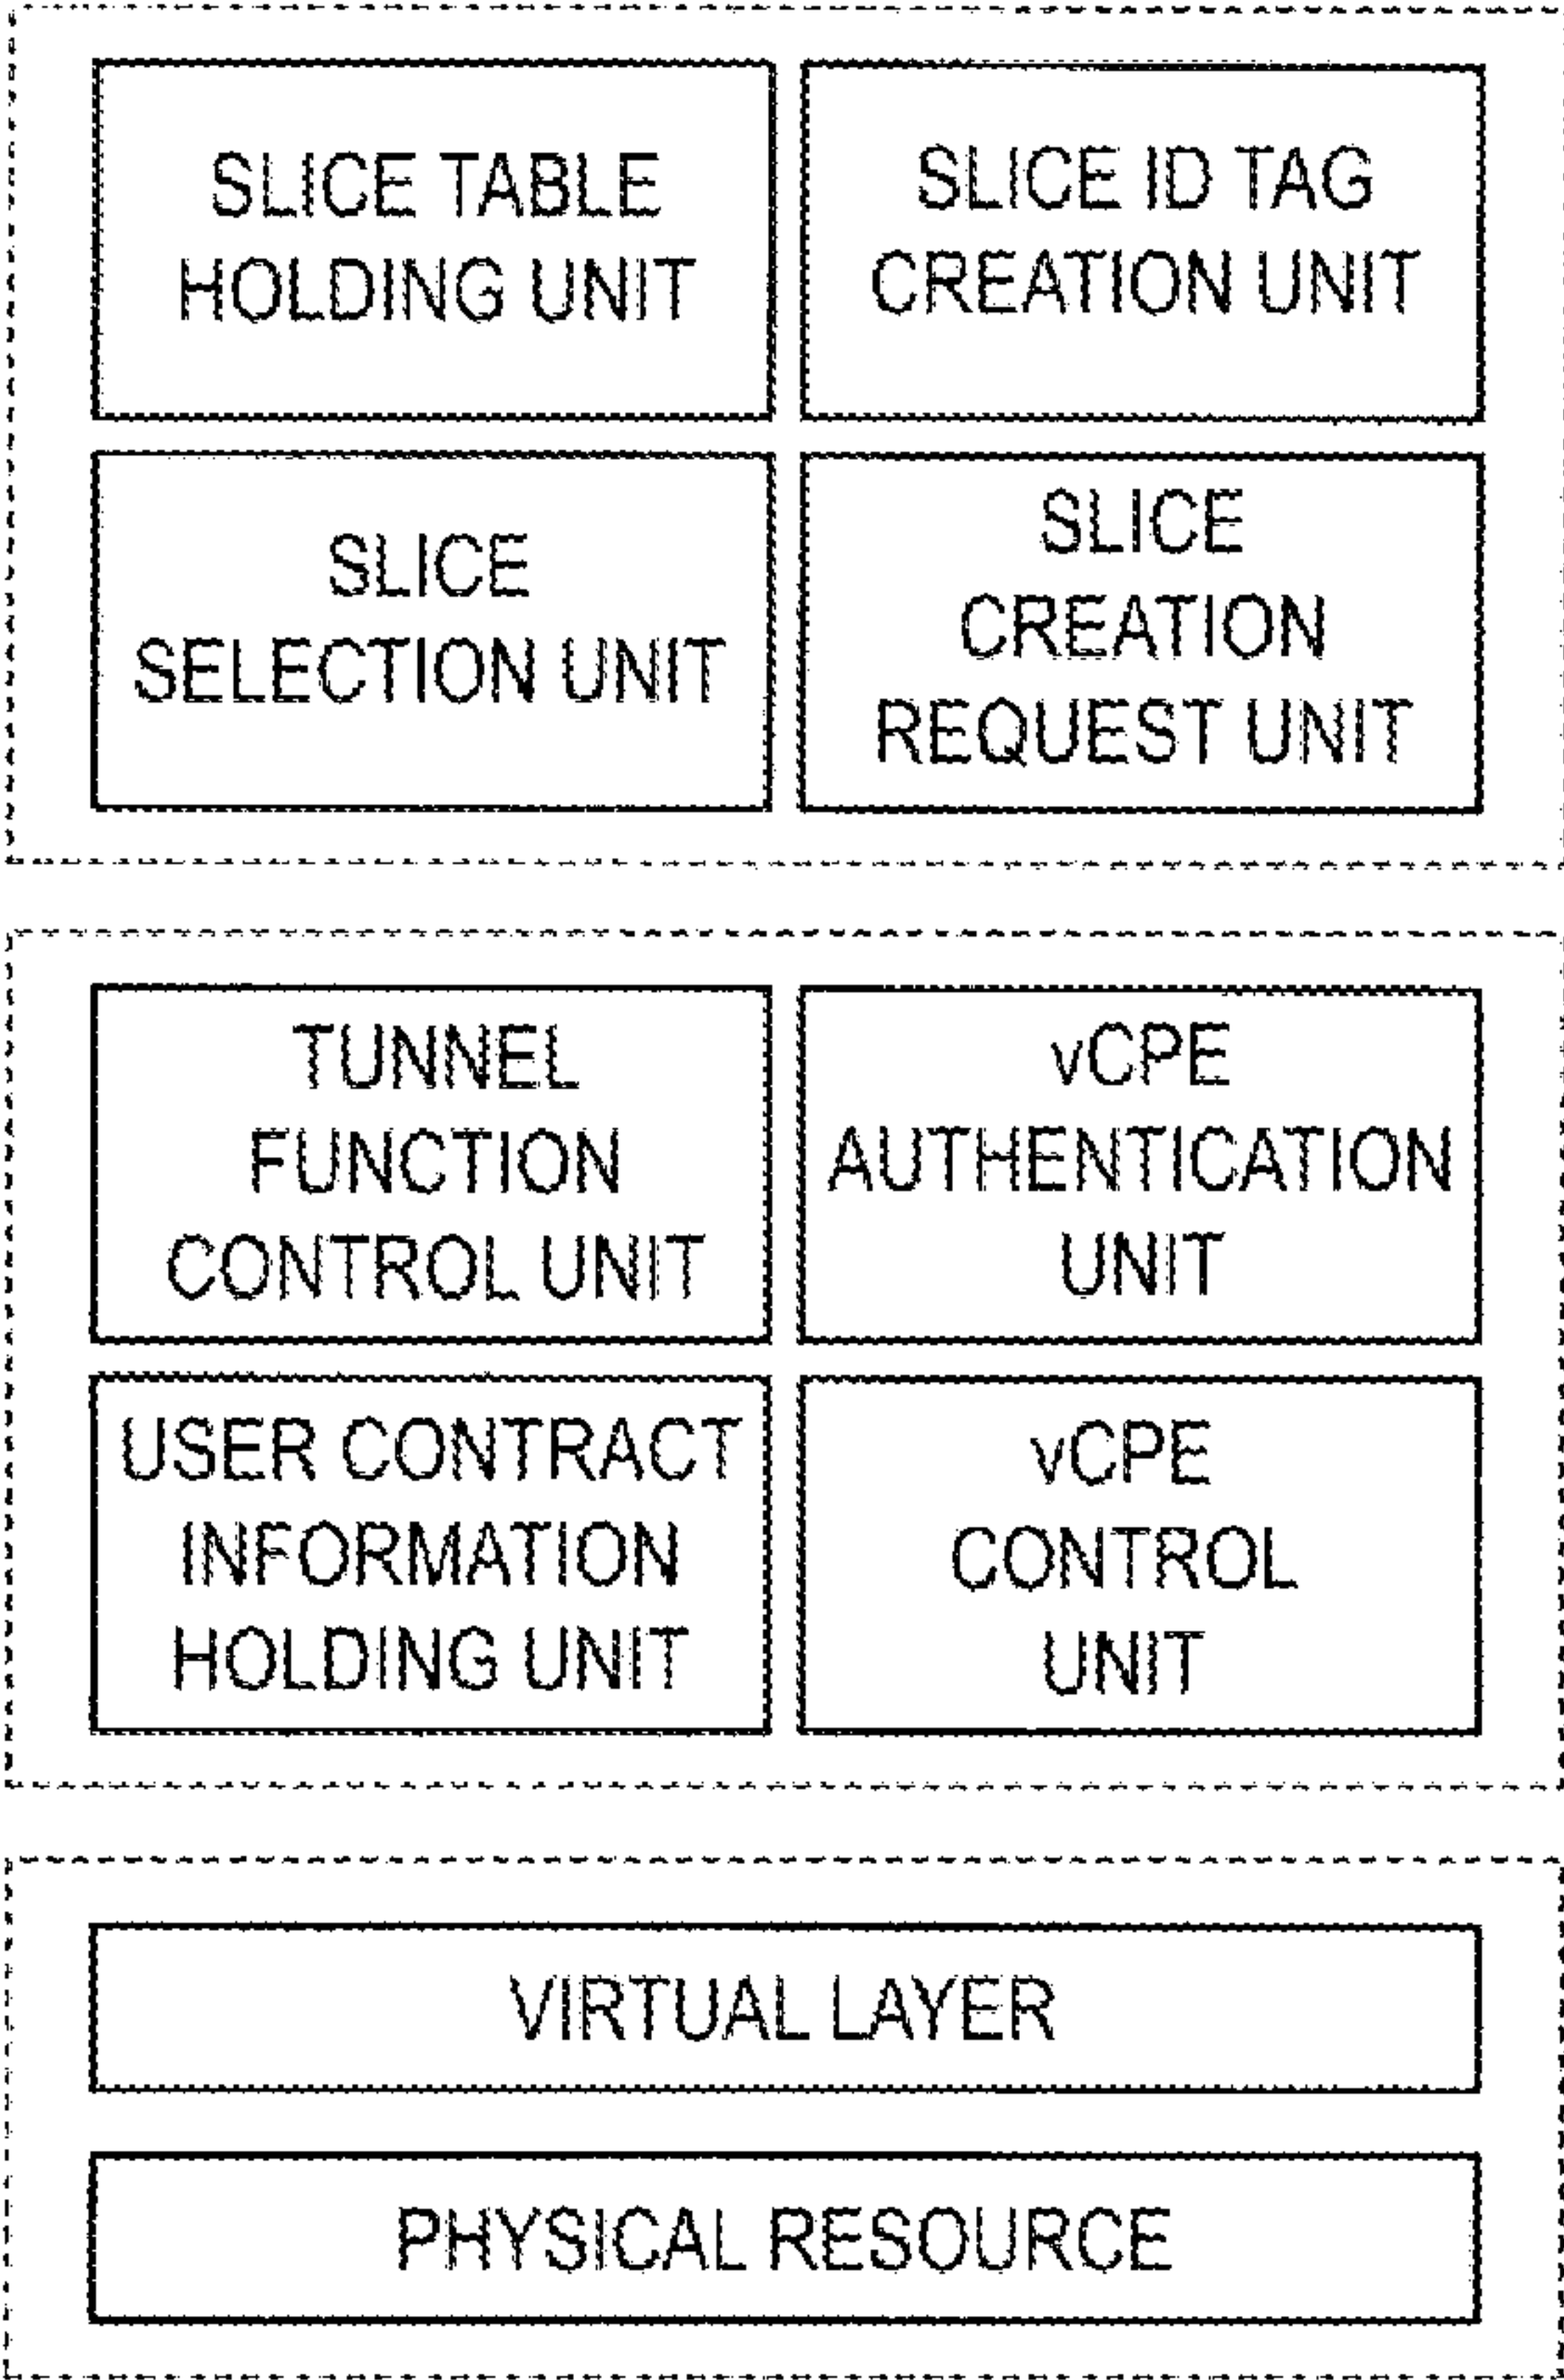 SLICE TABLE
HOLDING UNIT
SLICE ID TAG
CREATION UNIT
SLICE
SELECTION UNIT
SLICE
CREATION
REQUEST UNIT
TUNNEL
FUNCTION
CONTROL UNIT
vCPE
AUTHENTICATION
UNIT
USER CONTRACT
INFORMATION
HOLDING UNIT
vCPE
CONTROL
UNIT
VIRTUAL LAYER
PHYSICAL RESOURCE